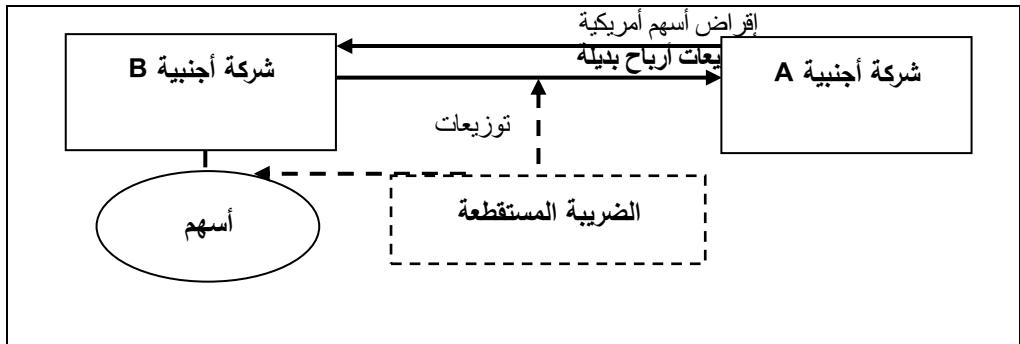 إقراض أسهم أمريكية
شركة أجنبية B
أرباح بديلة
شركة أجنبية A
توزيعات
الضريبة المستقطعة
أسهم